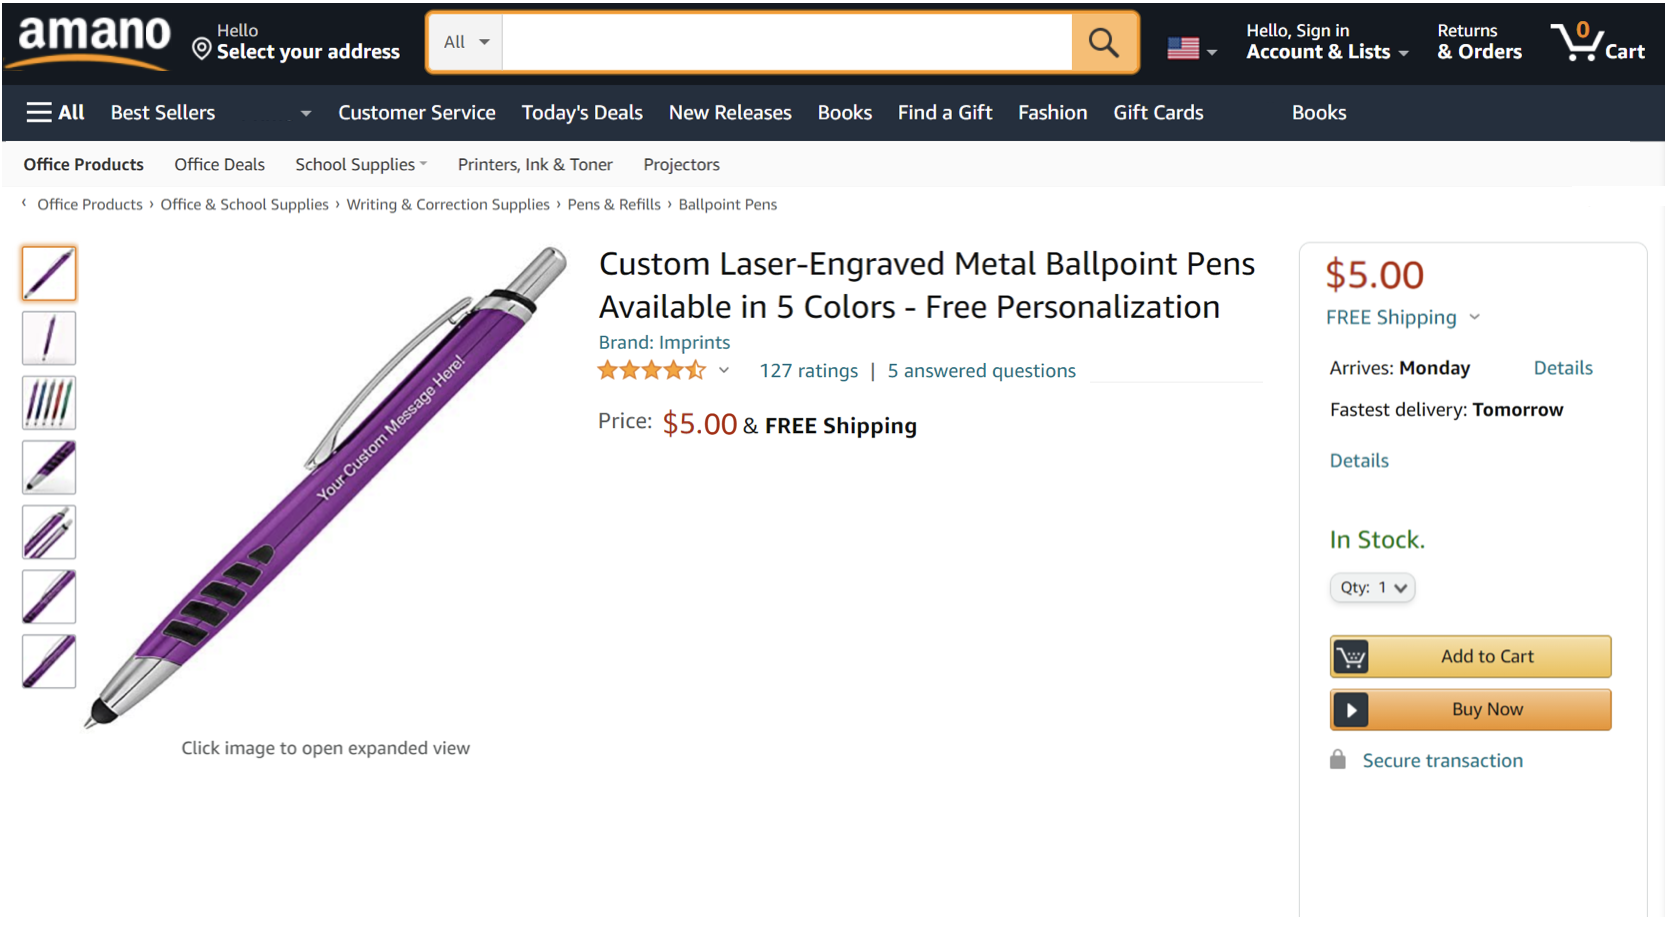 amano
Hello
Select your address
All
Hello, Sign in
Account & Lists
Returns
& Orders
0
Cart
All Best Sellers Customer Service Today's Deals New Releases Books Find a Gift Fashion Gift Cards Books
Office Products Office Deals School Supplies Printers, Ink & Toner Projectors
‹ Office Products › Office & School Supplies › Writing & Correction Supplies › Pens & Refills › Ballpoint Pens
Your Custom Message Here!
Click image to open expanded view
Custom Laser-Engraved Metal Ballpoint Pens
Available in 5 Colors - Free Personalization
Brand: Imprints
127 ratings | 5 answered questions
Price: $5.00 & FREE Shipping
$5.00
FREE Shipping
Arrives: Monday Details
Fastest delivery: Tomorrow
Details
In Stock.
Qty: 1
Add to Cart
Buy Now
Secure transaction